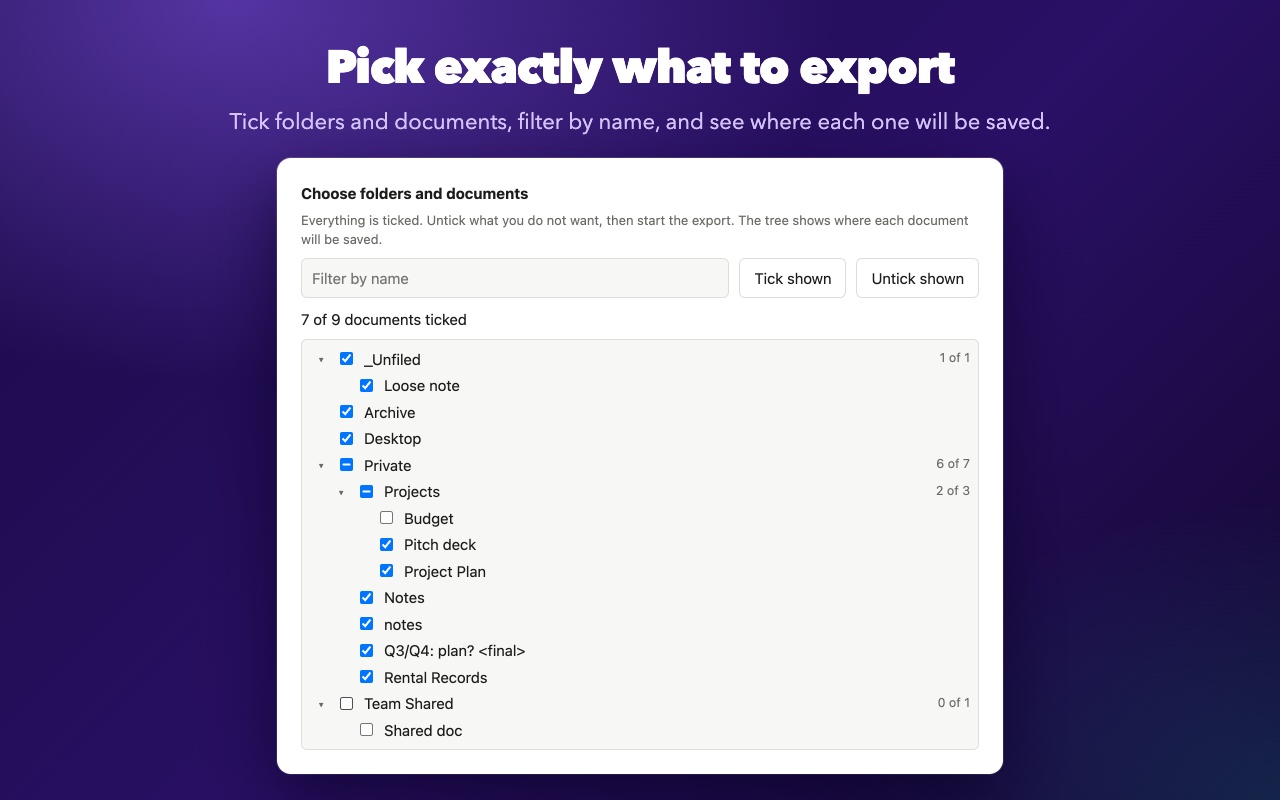 Pick exactly what to export
Tick folders and documents, filter by name, and see where each one will be saved.
Choose folders and documents
Everything is ticked. Untick what you do not want, then start the export. The tree shows where each document
will be saved.
Filter by name
Tick shown
Untick shown
7 of 9 documents ticked
_Unfiled 1 of 1
Loose note
Archive
Desktop
Private 6 of 7
Projects 2 of 3
Budget
Pitch deck
Project Plan
Notes
notes
Q3/Q4: plan? <final>
Rental Records
Team Shared 0 of 1
Shared doc